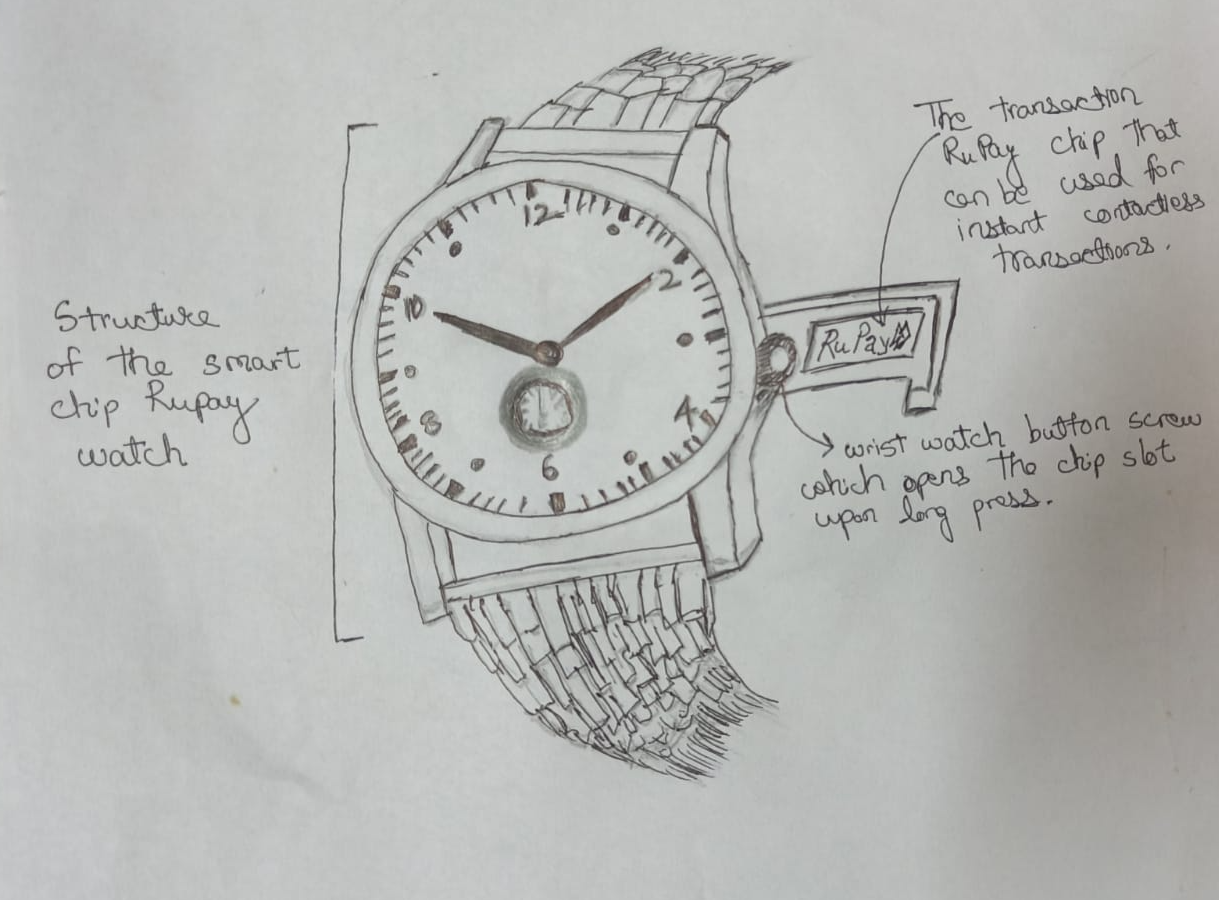 The transaction
RuPay chip that
can be used for
instant contactless
transactions.
Structure
of the smart
chip Rupay
watch
12
2
10
4
8
6
RuPay
wrist watch button screw
which opens the chip slot
upon long press.